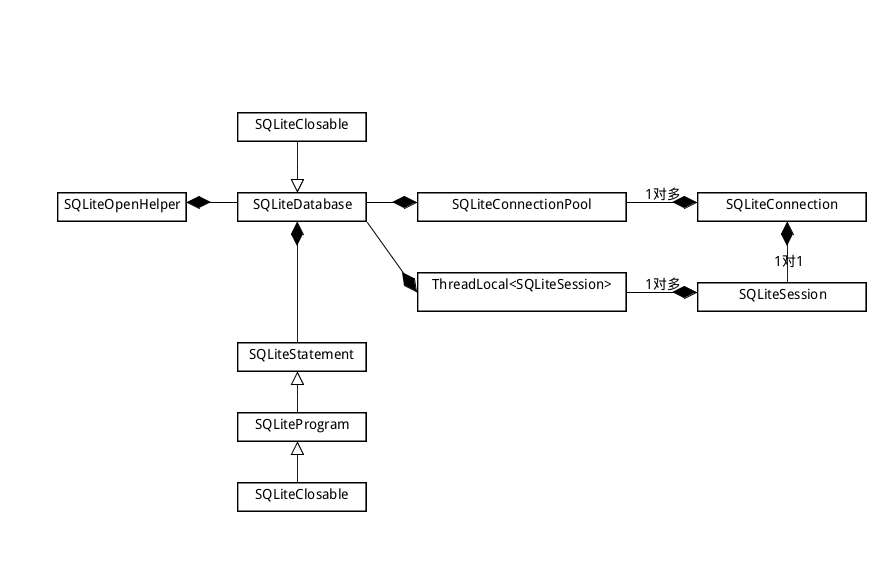 SQLiteClosable
SQLiteOpenHelper
SQLiteDatabase
SQLiteConnectionPool
1对多
SQLiteConnection
1对1
ThreadLocal<SQLiteSession>
1对多
SQLiteSession
SQLiteStatement
SQLiteProgram
SQLiteClosable